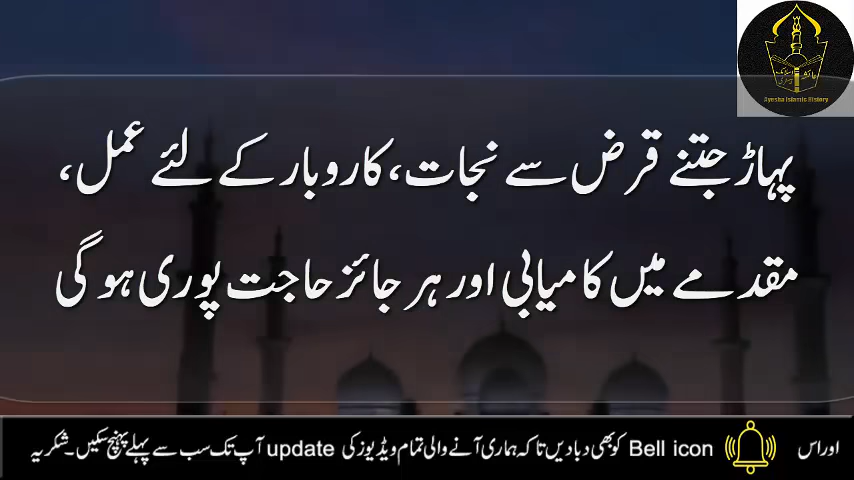 Ayesha Islamic History
پہاڑ جتنے قرض سے نجات، کاروبار کے لئے عمل،
مقدمے میں کامیابی اور ہر جائز حاجت پوری ہو گی
اور اس Bell icon کو بھی دبا دیں تا کہ ہماری آنے والی تمام ویڈیوز کی update آپ تک سب سے پہلے پہنچ سکیں۔ شکریہ